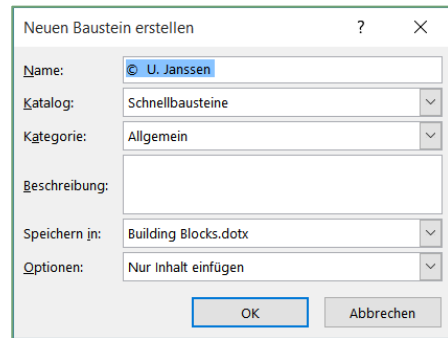 Neuen Baustein erstellen ? ×
Name: © U. Janssen
Katalog: Schnellbausteine
Kategorie: Allgemein
Beschreibung:
Speichern in: Building Blocks.dotx
Optionen: Nur Inhalt einfügen
OK Abbrechen